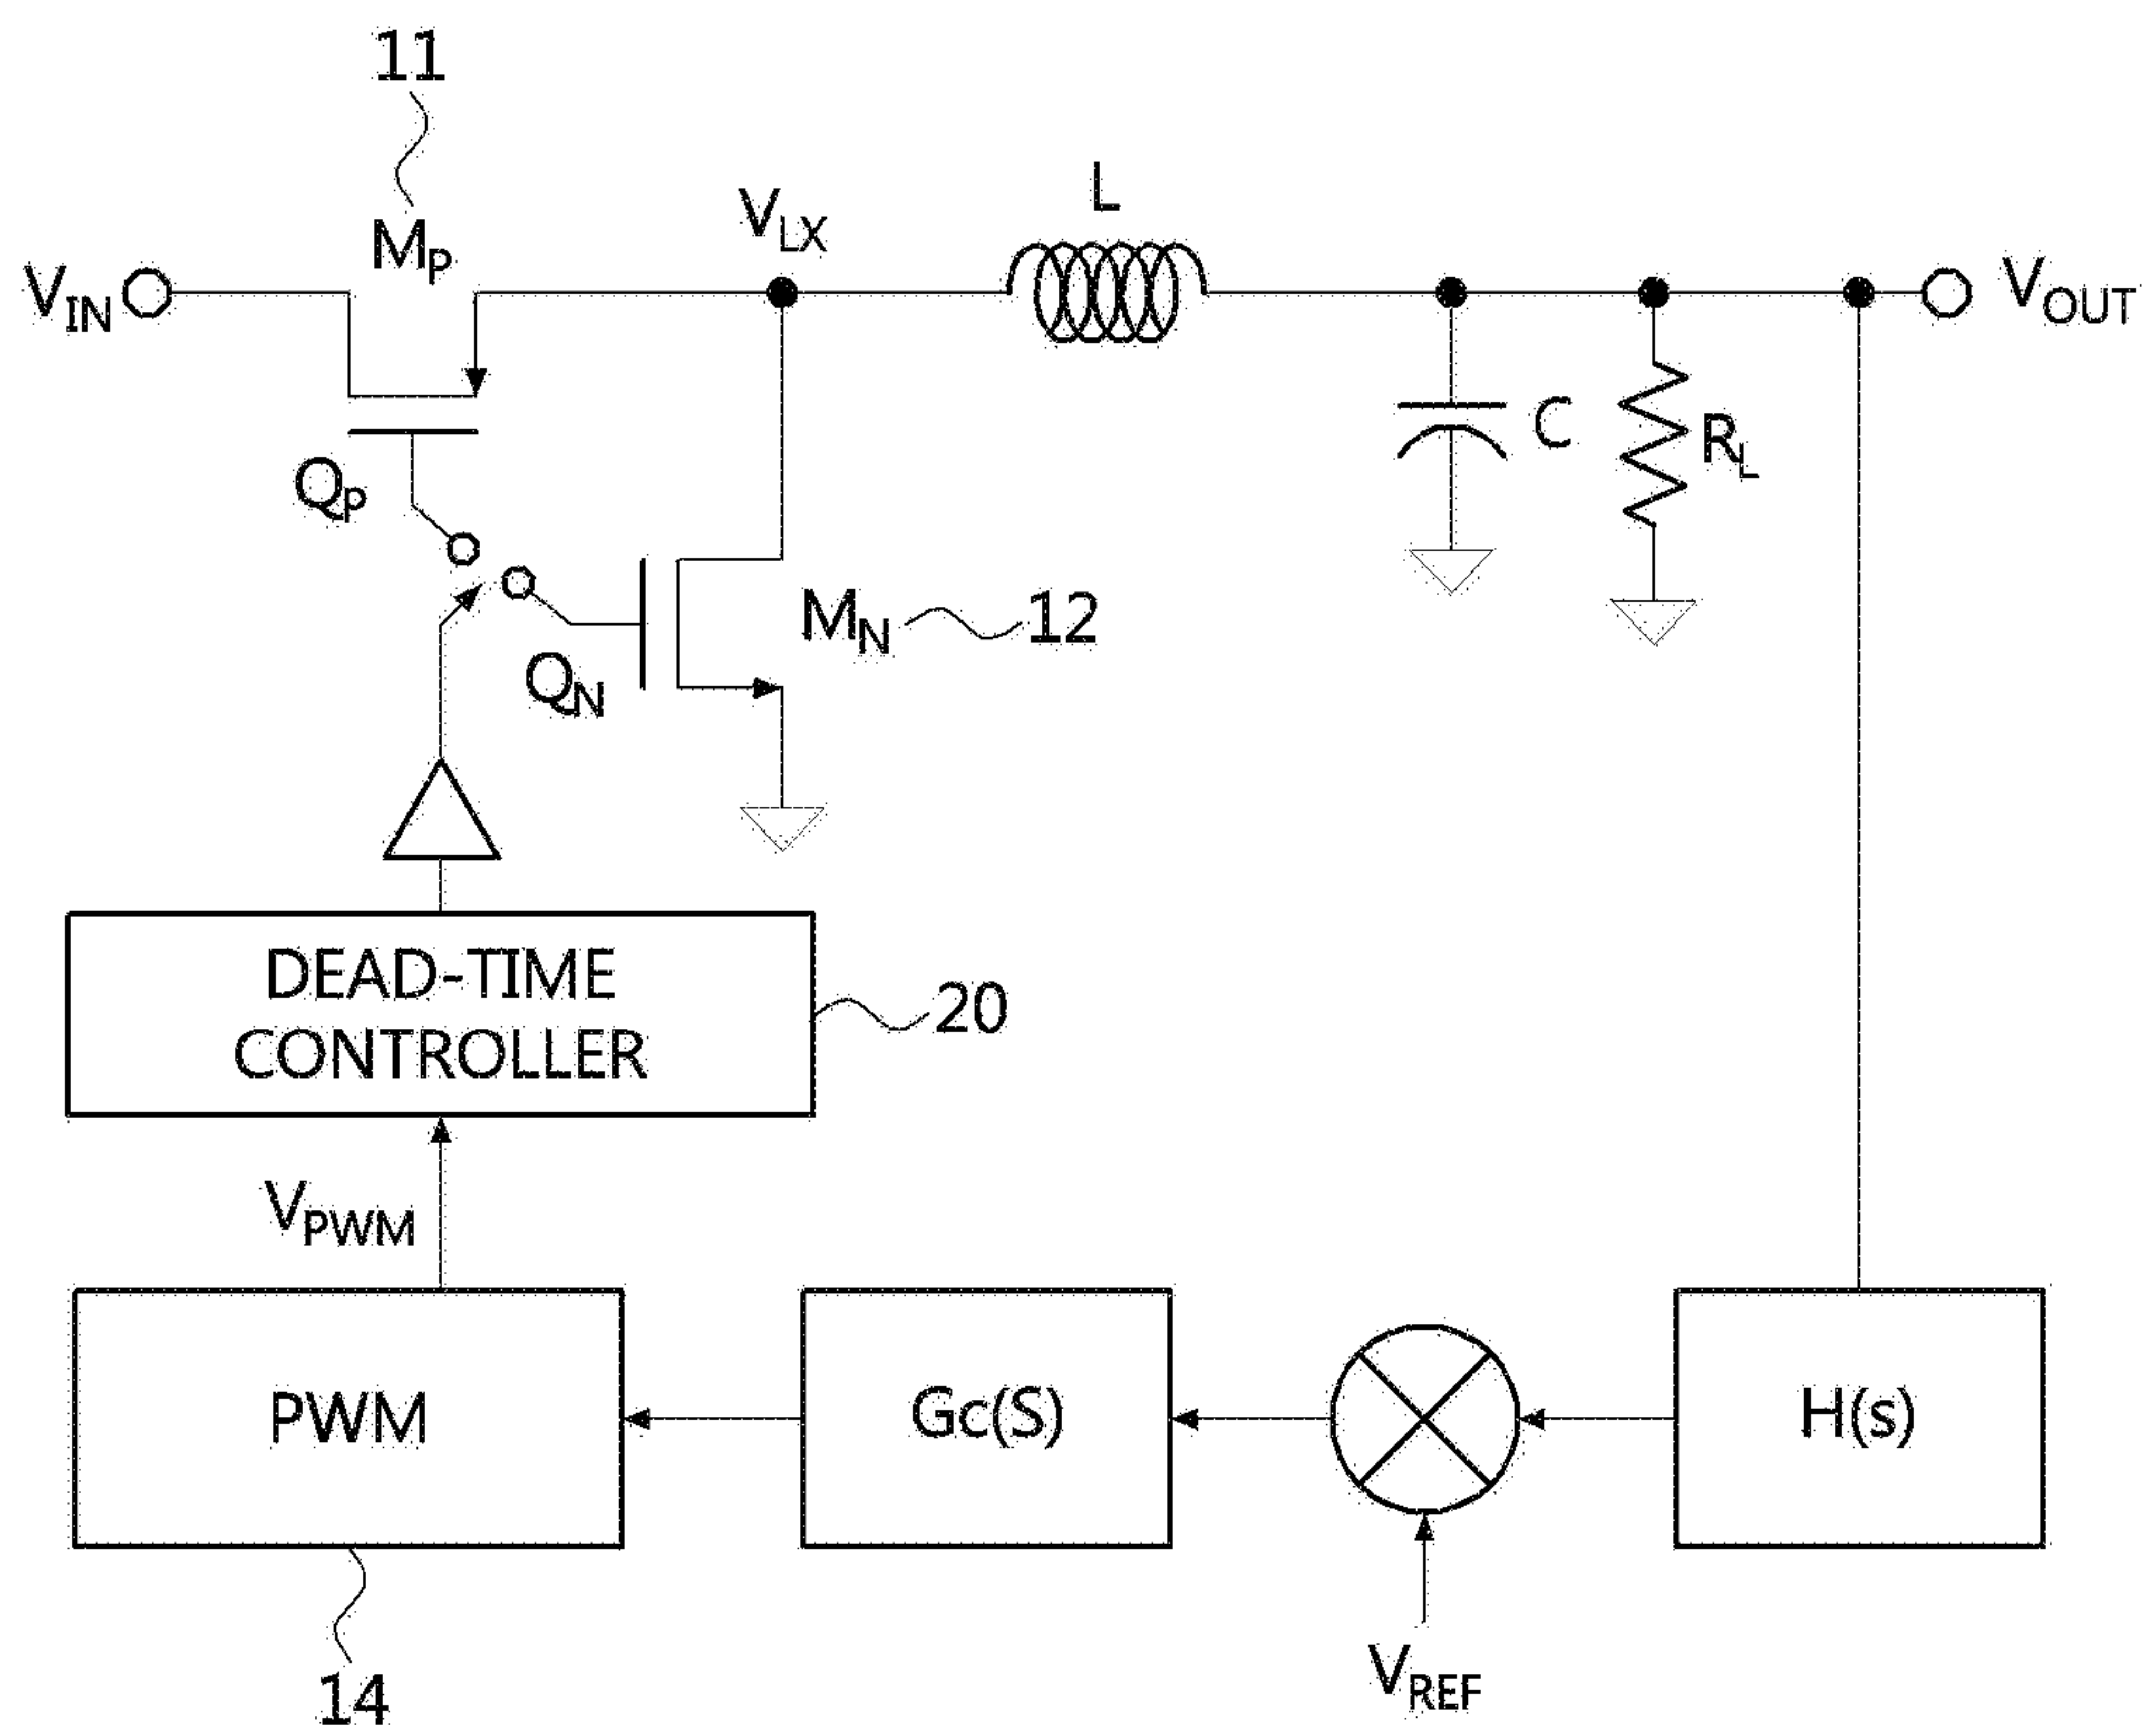 11
M_P
V_IN
V_LX
L
V_OUT
C
R_L
Q_P
M_N
12
Q_N
DEAD-TIME
CONTROLLER
20
V_PWM
PWM
Gc(S)
H(s)
V_REF
14